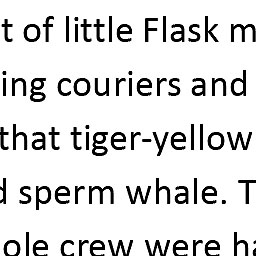 t of little Flask m
ing couriers and
that tiger-yellow
d sperm whale. T
ole crew were ha